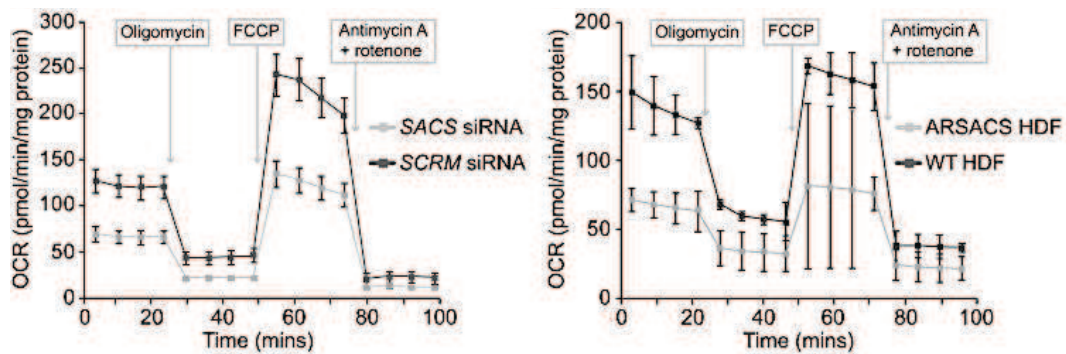 300
250
200
150
100
50
0
OCR (pmol/min/mg protein)
Oligomycin
FCCP
Antimycin A
+ rotenone
SACS siRNA
SCRM siRNA
0 20 40 60 80 100
Time (mins)
200
150
100
50
0
OCR (pmol/min/mg protein)
Oligomycin
FCCP
Antimycin A
+ rotenone
ARSACS HDF
WT HDF
0 20 40 60 80 100
Time (mins)